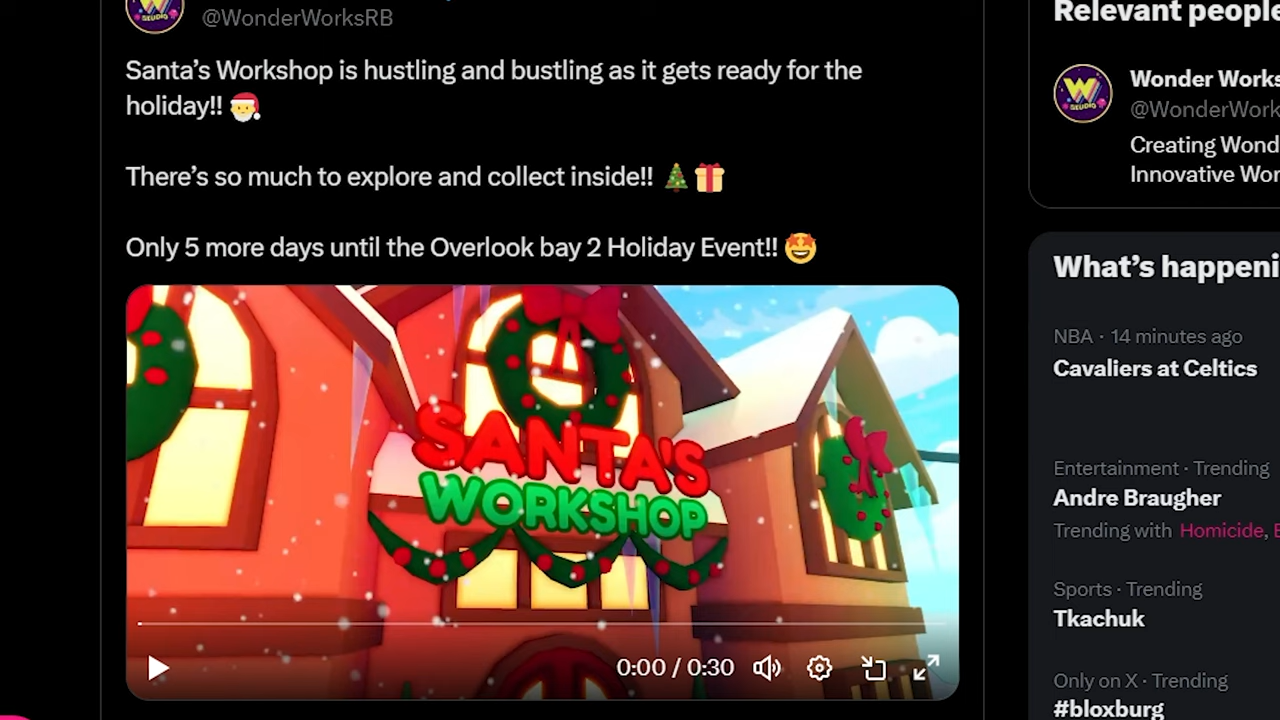 @WonderWorksRB
Santa's Workshop is hustling and bustling as it gets ready for the
holiday!! 🎅
There's so much to explore and collect inside!! 🎄🎁
Only 5 more days until the Overlook bay 2 Holiday Event!! 🤩
SANTA'S
WORKSHOP
0:00 / 0:30
Relevant people
W
STUDIO
Wonder Works
@WonderWork
Creating Wond
Innovative Wor
What's happeni
NBA · 14 minutes ago
Cavaliers at Celtics
Entertainment · Trending
Andre Braugher
Trending with Homicide,
Sports · Trending
Tkachuk
Only on X · Trending
#bloxburg